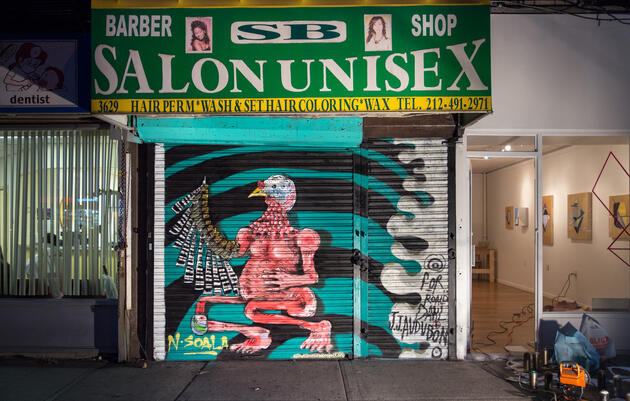 BARBER
SB
SHOP
SALON UNISEX
3629 HAIR PERM*WASH & SET HAIR COLORING*WAX TEL. 212-491-2971
dentist
N-SOALA
FOR
J.J.AUDUBON